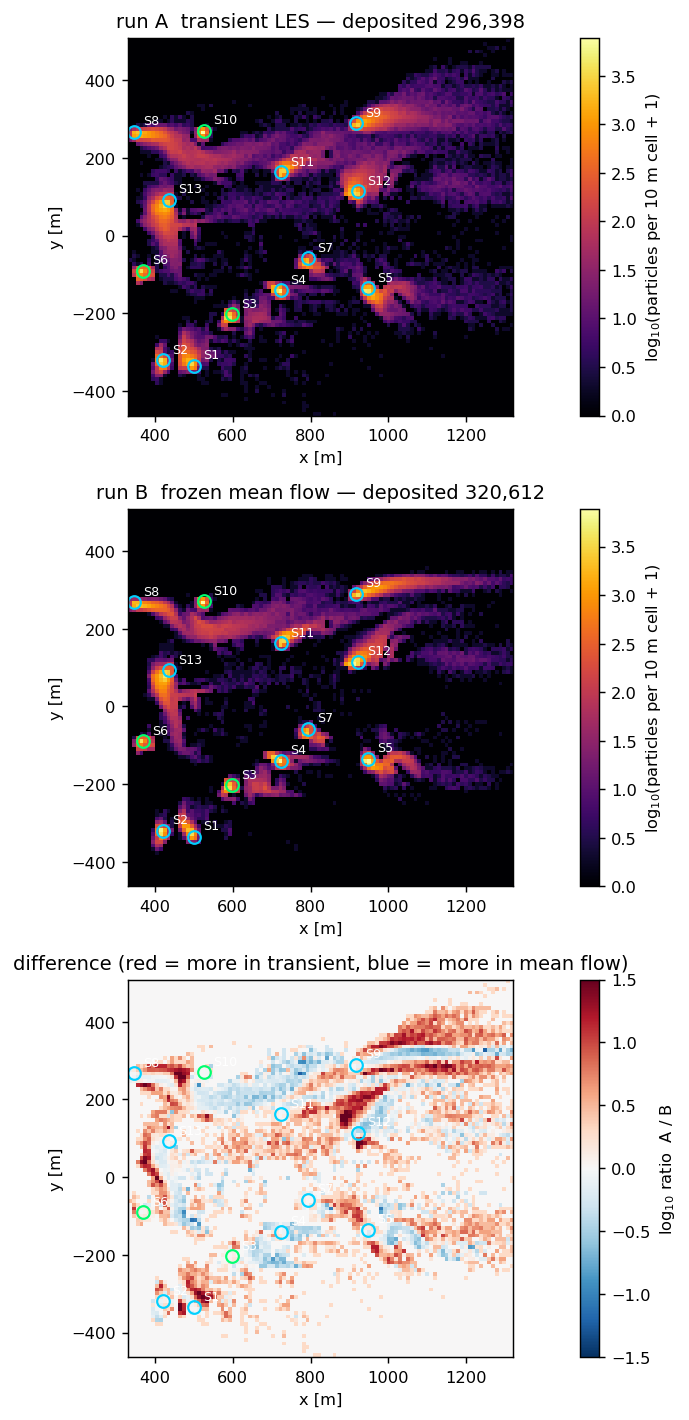 run A  transient LES — deposited 296,398
400
200
0
−200
−400
y [m]
400
600
800
1000
1200
x [m]
S8
S10
S9
S11
S12
S13
S7
S6
S4
S5
S3
S2
S1
3.5
3.0
2.5
2.0
1.5
1.0
0.5
0.0
log10(particles per 10 m cell + 1)
run B  frozen mean flow — deposited 320,612
400
200
0
−200
−400
y [m]
400
600
800
1000
1200
x [m]
S8
S10
S9
S11
S12
S13
S7
S6
S4
S5
S3
S2
S1
3.5
3.0
2.5
2.0
1.5
1.0
0.5
0.0
log10(particles per 10 m cell + 1)
difference (red = more in transient, blue = more in mean flow)
400
200
0
−200
−400
y [m]
400
600
800
1000
1200
x [m]
1.5
1.0
0.5
0.0
−0.5
−1.0
−1.5
log10 ratio  A / B